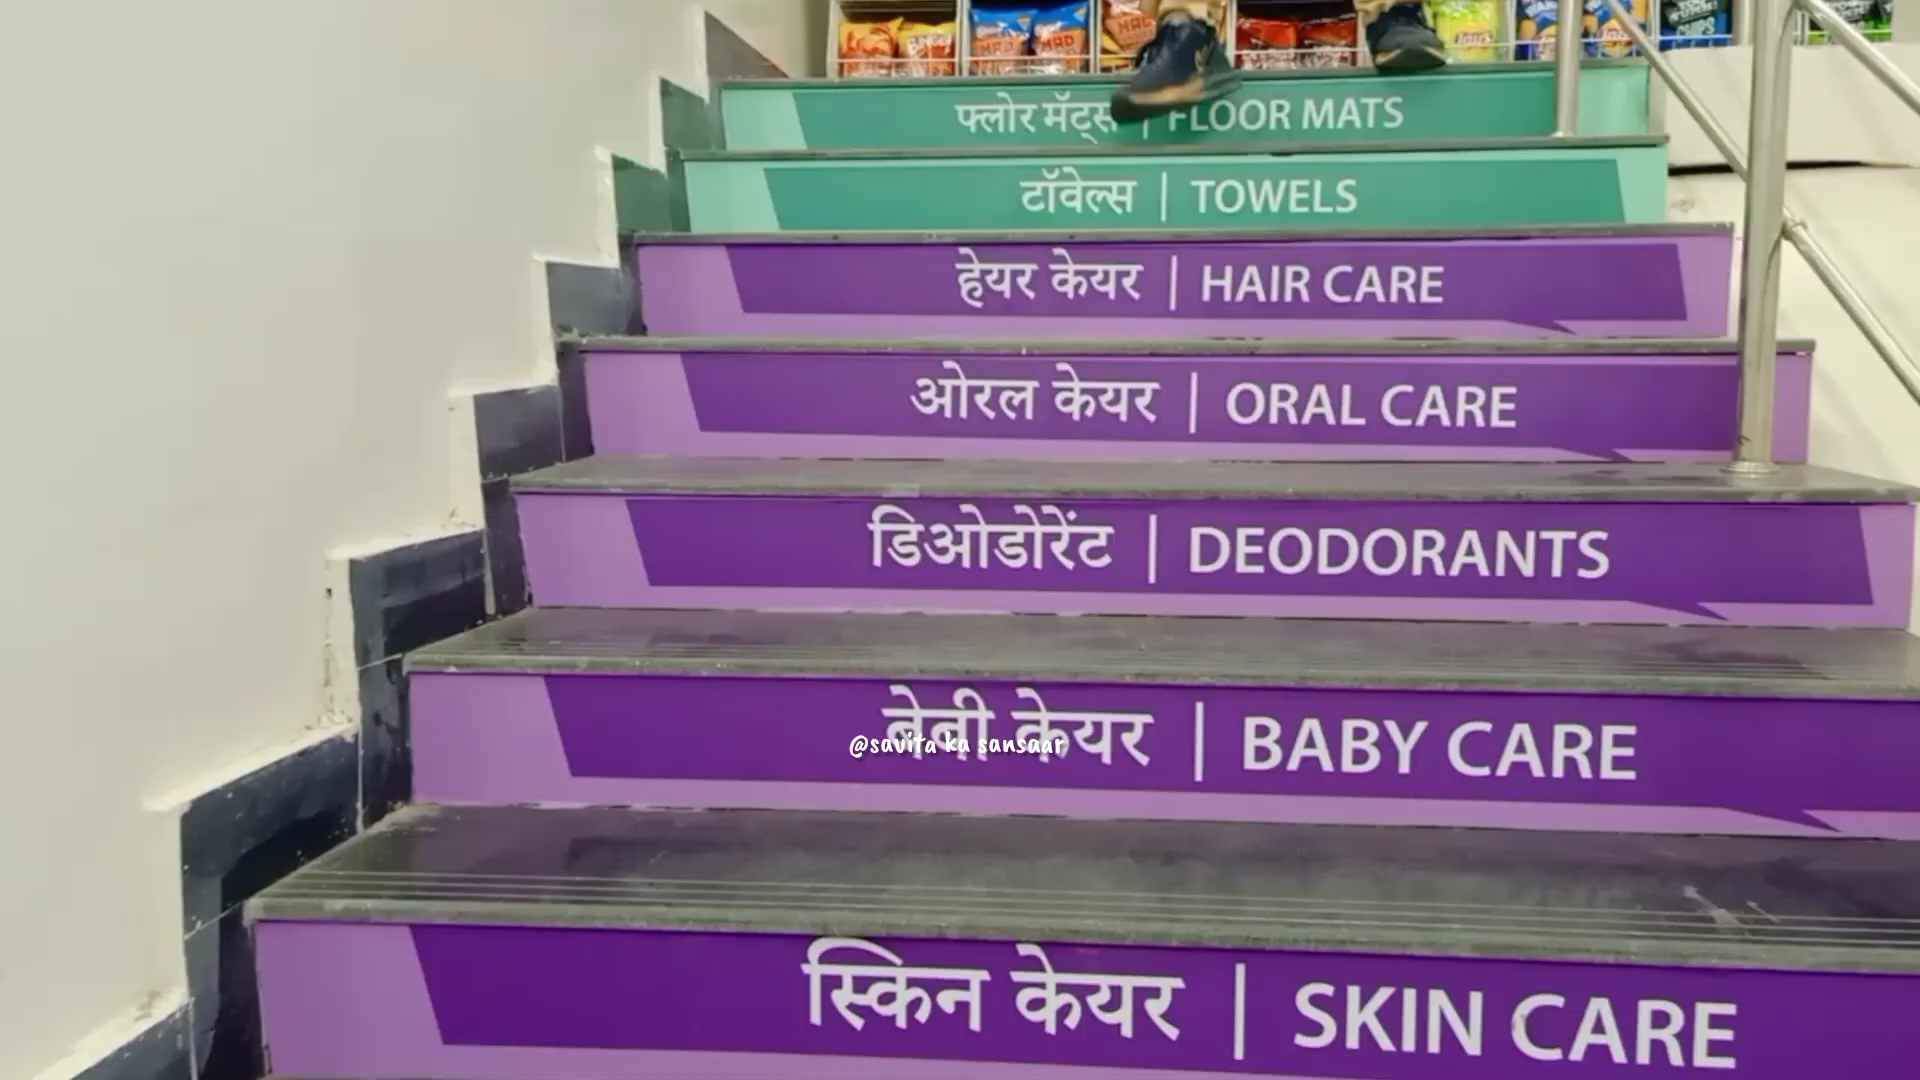 फ्लोर मॅट्स | FLOOR MATS
टॉवेल्स | TOWELS
हेयर केयर | HAIR CARE
ओरल केयर | ORAL CARE
डिओडोरेंट | DEODORANTS
बेबी केयर | BABY CARE
@savita ka sansaar
स्किन केयर | SKIN CARE